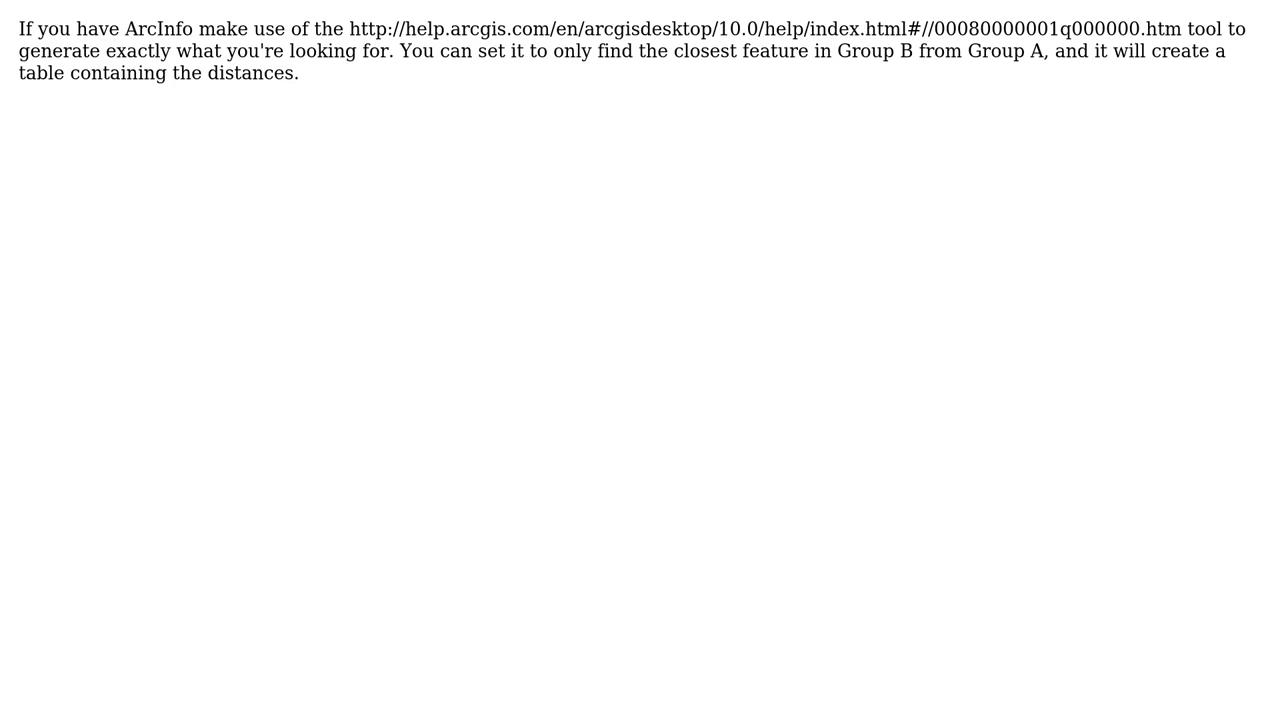 If you have ArcInfo make use of the http://help.arcgis.com/en/arcgisdesktop/10.0/help/index.html#//00080000001q000000.htm tool to
generate exactly what you're looking for. You can set it to only find the closest feature in Group B from Group A, and it will create a
table containing the distances.